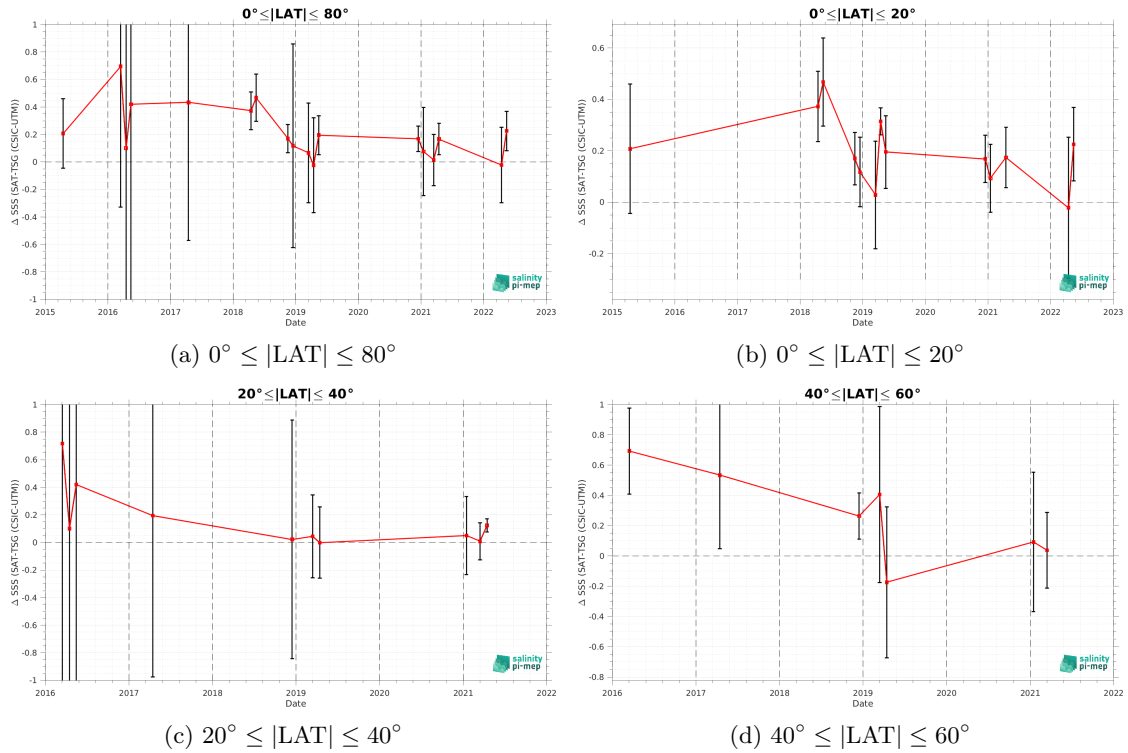 0°≤|LAT|≤ 80°
1
0.8
0.6
0.4
0.2
0
-0.2
-0.4
-0.6
-0.8
-1
Δ SSS (SAT-TSG (CSIC-UTM))
2015 2016 2017 2018 2019 2020 2021 2022 2023
Date
salinity
pi-mep
(a) 0° ≤ |LAT| ≤ 80°
0°≤|LAT|≤ 20°
0.6
0.4
0.2
0
-0.2
Δ SSS (SAT-TSG (CSIC-UTM))
2015 2016 2017 2018 2019 2020 2021 2022 2023
Date
salinity
pi-mep
(b) 0° ≤ |LAT| ≤ 20°
20°≤|LAT|≤ 40°
1
0.8
0.6
0.4
0.2
0
-0.2
-0.4
-0.6
-0.8
-1
Δ SSS (SAT-TSG (CSIC-UTM))
2016 2017 2018 2019 2020 2021 2022
Date
salinity
pi-mep
(c) 20° ≤ |LAT| ≤ 40°
40°≤|LAT|≤ 60°
1
0.8
0.6
0.4
0.2
0
-0.2
-0.4
-0.6
-0.8
Δ SSS (SAT-TSG (CSIC-UTM))
2016 2017 2018 2019 2020 2021 2022
Date
salinity
pi-mep
(d) 40° ≤ |LAT| ≤ 60°